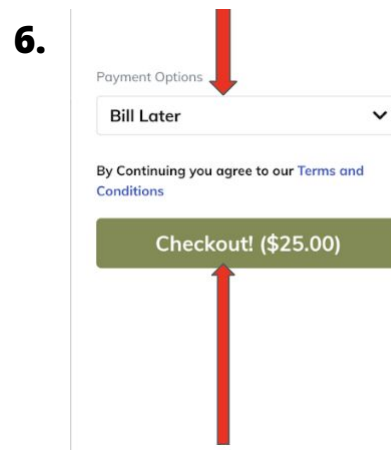 6.
Payment Options
Bill Later
By Continuing you agree to our Terms and
Conditions
Checkout! ($25.00)